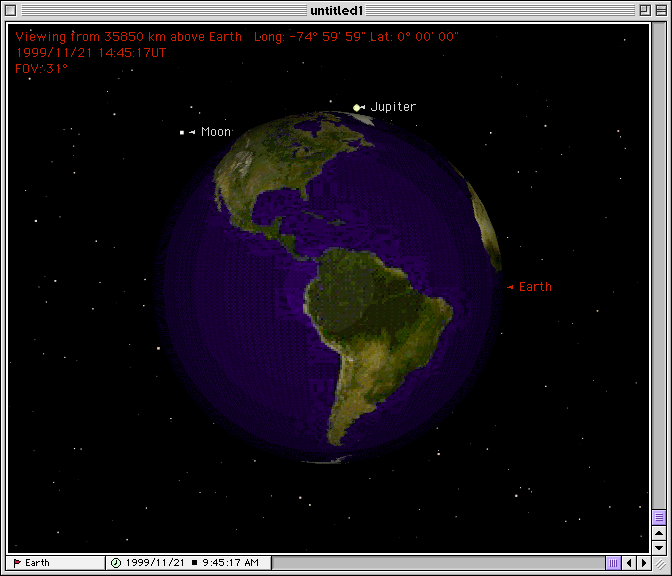 untitled1
Viewing from 35850 km above Earth Long: -74° 59' 59" Lat: 0° 00' 00"
1999/11/21 14:45:17UT
FOV: 31°
Jupiter
Moon
Earth
Earth
1999/11/21 ■ 9:45:17 AM